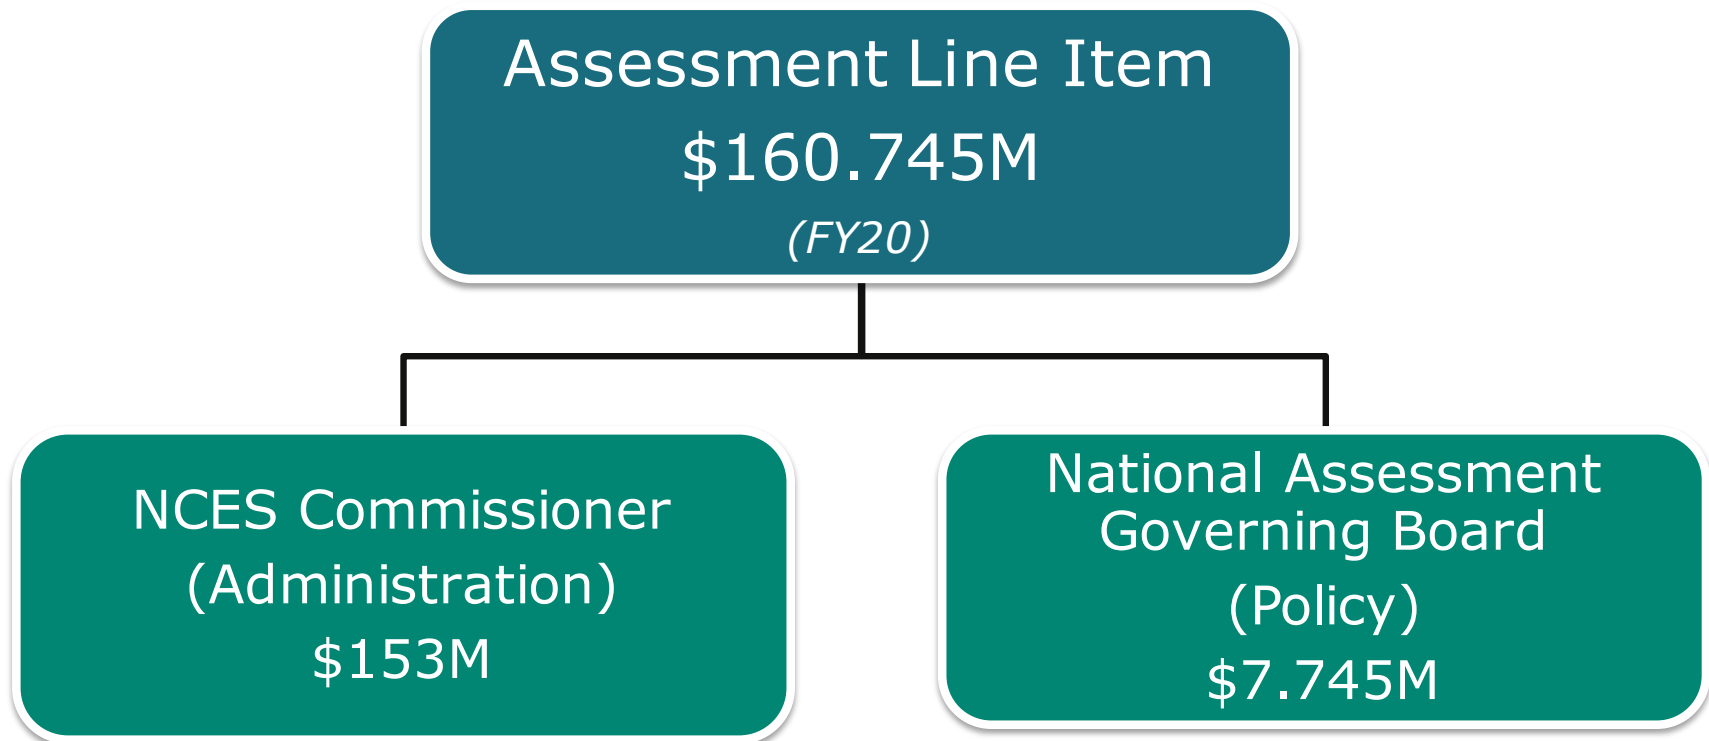 Assessment Line Item
$160.745M
(FY20)
NCES Commissioner
(Administration)
$153M
National Assessment
Governing Board
(Policy)
$7.745M